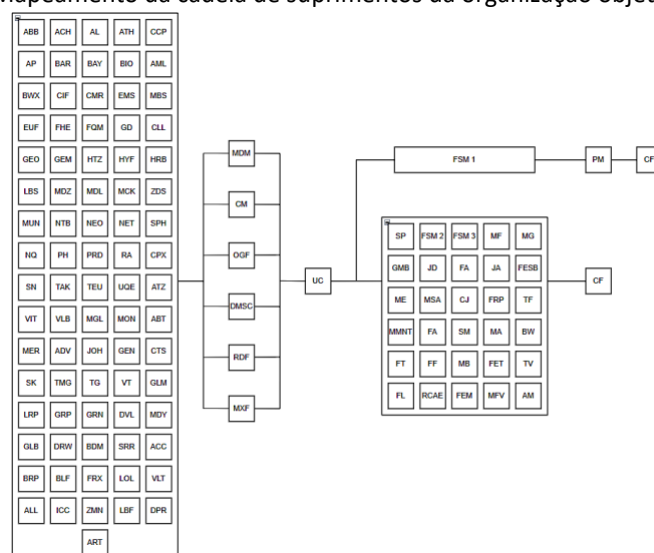 Mapeamento da cadeia de suprimentos da organização objet
ABB ACH AL ATH CCP
AP BAR BAY BIO AML
BWX CIF CMR EMS MBS
EUF FHE FQM GD CLL
GEO GEM HTZ HYF HRB
LBS MDZ MDL MCK ZDS
MUN NTB NEO NET SPH
NQ PH PRD RA CPX
SN TAK TEU UQE ATZ
VIT VLB MGL MON ABT
MER ADV JOH GEN CTS
SK TMG TG VT GLM
LRP GRP GRN DVL MDY
GLB DRW BDM SRR ACC
BRP BLF FRX LOL VLT
ALL ICC ZMN LBF DPR
ART
MDM
CM
OGF
DMSC
RDF
MXF
UC
FSM 1
PM
CF
SP FSM 2 FSM 3 MF MG
GMB JD FA JA FESB
ME MSA CJ FRP TF
MMNT FA SM MA BW
FT FF MB FET TV
FL RCAE FEM MFV AM
CF